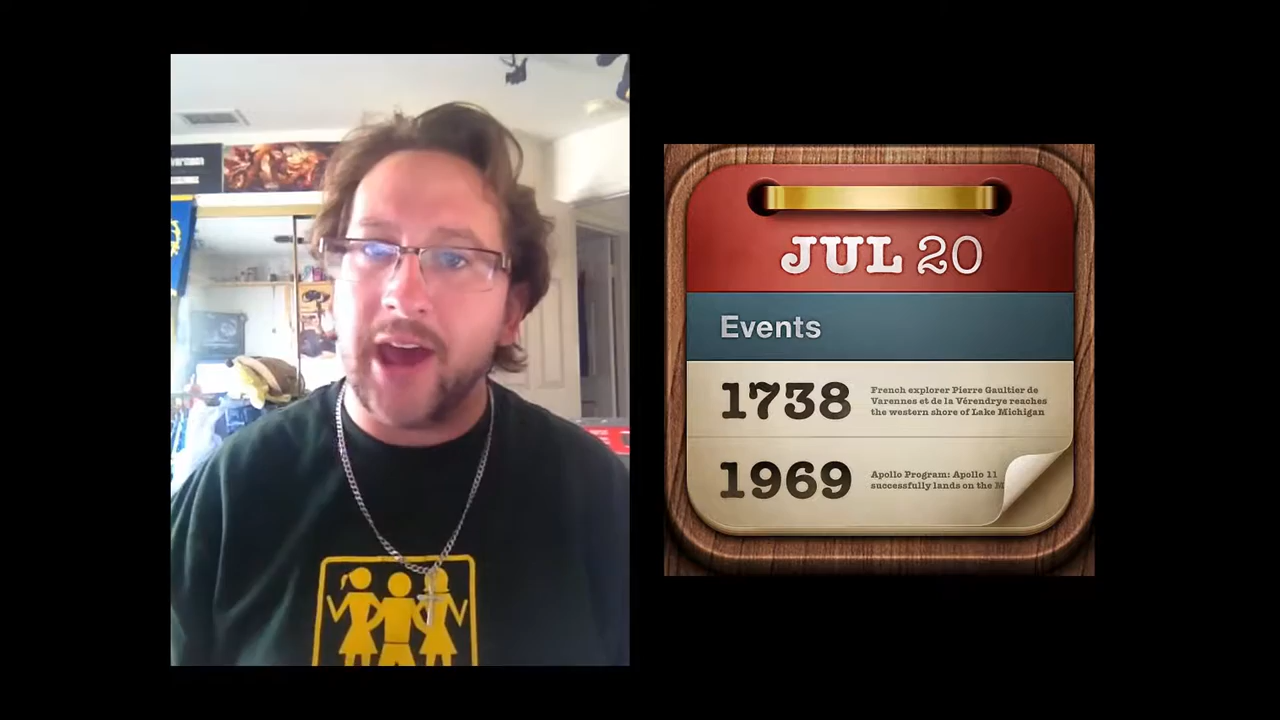 JUL 20
Events
1738
French explorer Pierre Gaultier de
Varennes et de la Vérendrye reaches
the western shore of Lake Michigan
1969
Apollo Program: Apollo 11
successfully lands on the